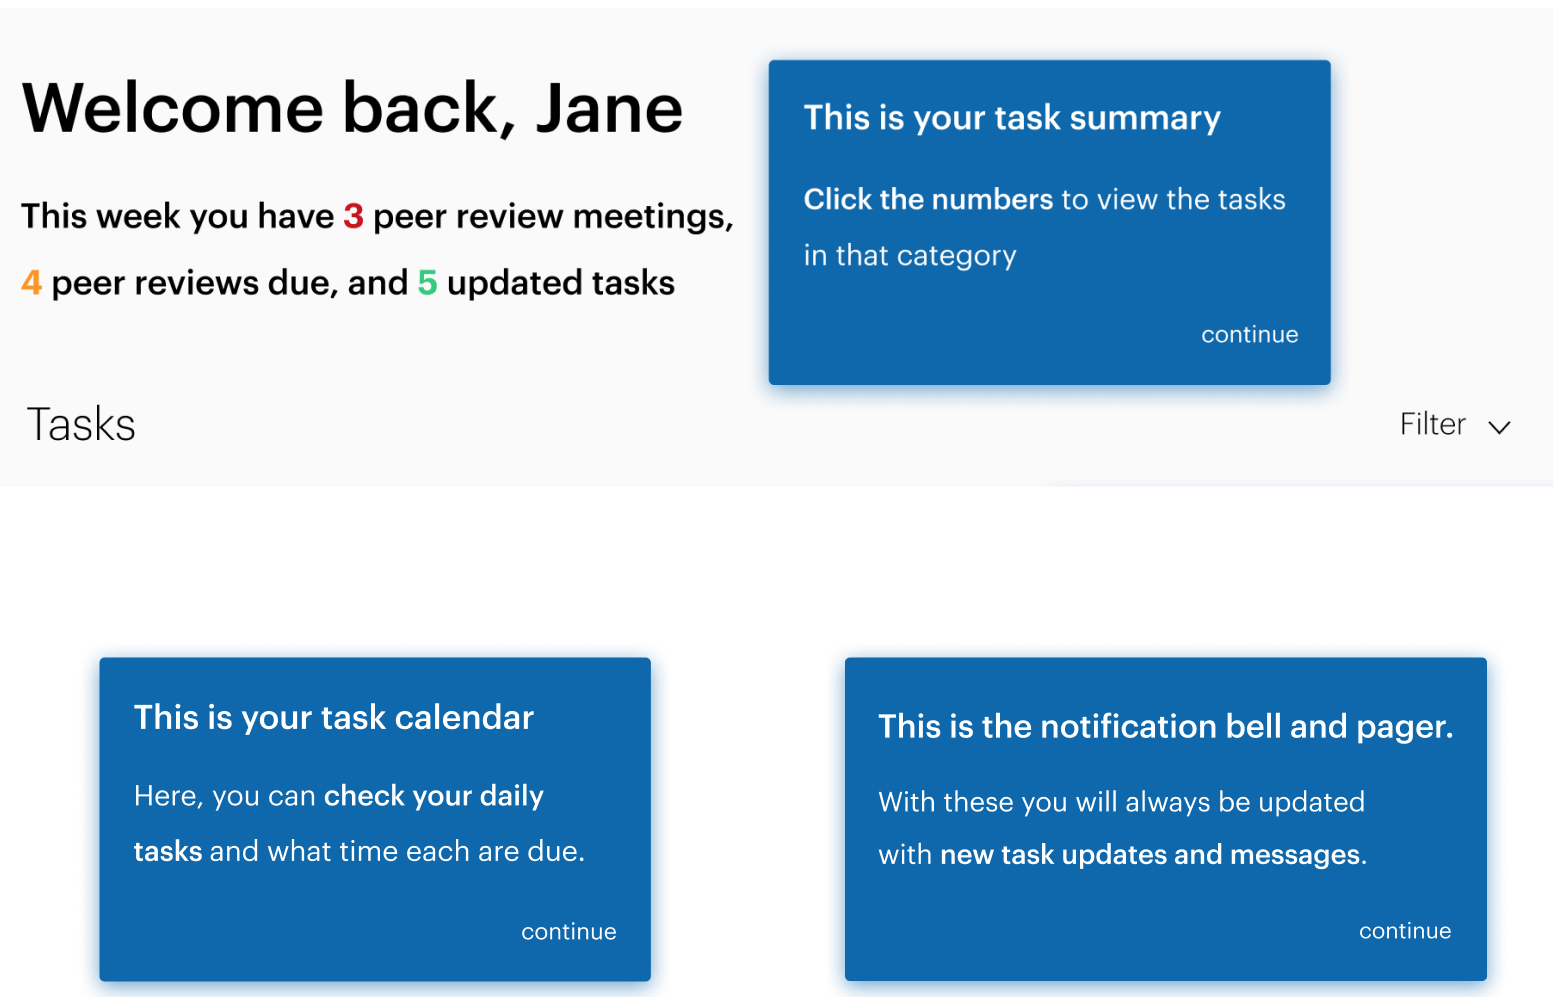 Welcome back, Jane
This week you have 3 peer review meetings,
4 peer reviews due, and 5 updated tasks
This is your task summary
Click the numbers to view the tasks
in that category
continue
Tasks
Filter
This is your task calendar
Here, you can check your daily
tasks and what time each are due.
continue
This is the notification bell and pager.
With these you will always be updated
with new task updates and messages.
continue